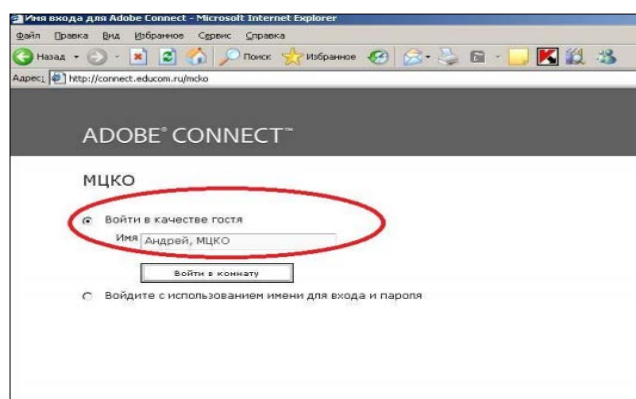 Имя входа для Adobe Connect - Microsoft Internet Explorer
Файл Правка Вид Избранное Сервис Справка
Назад Поиск Избранное
Адрес: http://connect.educom.ru/mcko
ADOBE® CONNECT™
МЦКО
Войти в качестве гостя
Имя Андрей, МЦКО
Войти в комнату
Войдите с использованием имени для входа и пароля